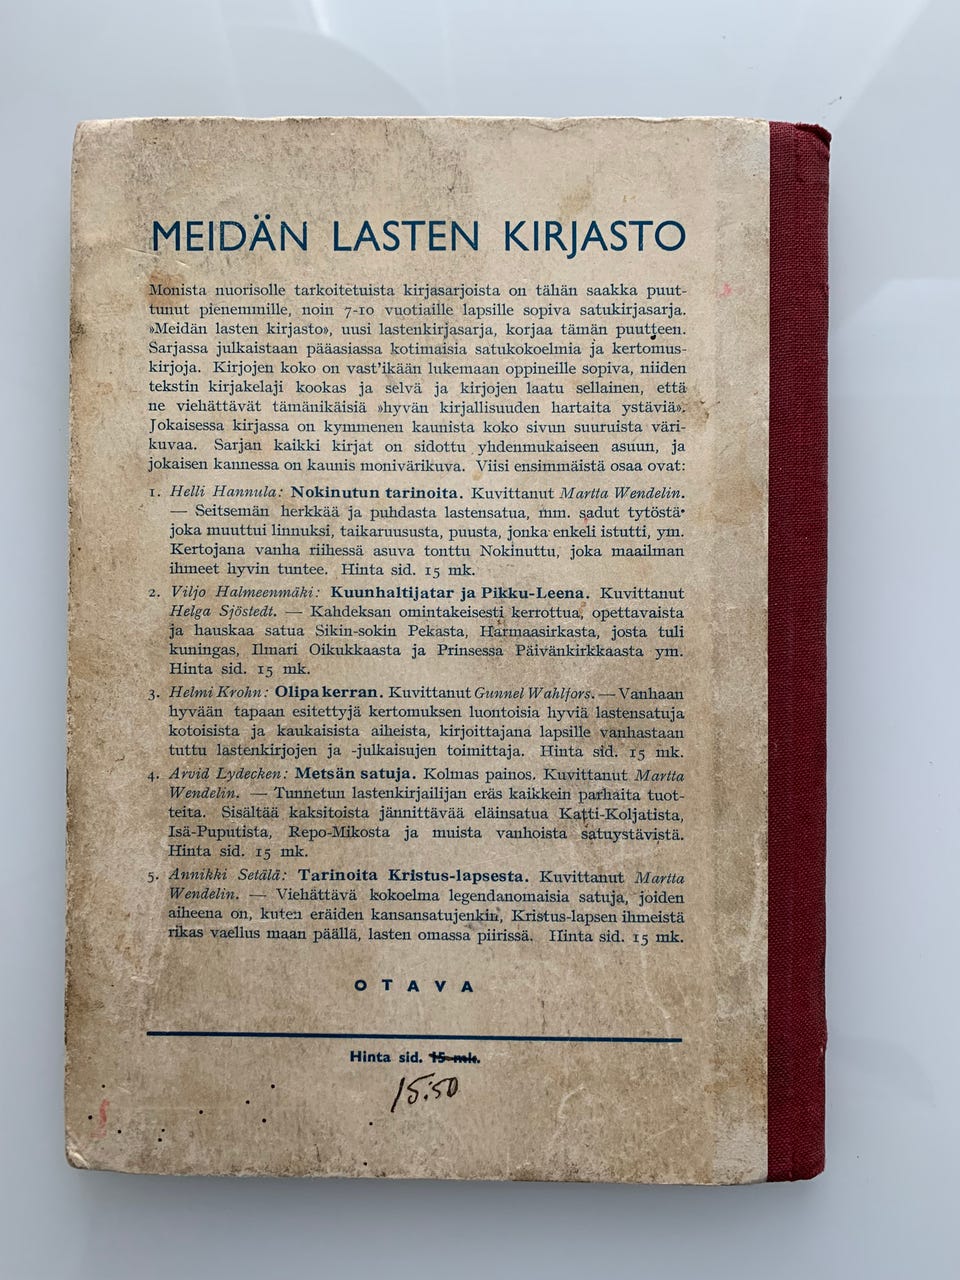 MEIDÄN LASTEN KIRJASTO
Monista nuorisolle tarkoitetuista kirjasarjoista on tähän saakka puut-
tunut pienemmille, noin 7-10 vuotiaille lapsille sopiva satukirjasarja.
»Meidän lasten kirjasto», uusi lastenkirjasarja, korjaa tämän puutteen.
Sarjassa julkaistaan pääasiassa kotimaisia satukokoelmia ja kertomus-
kirjoja. Kirjojen koko on vast'ikään lukemaan oppineille sopiva, niiden
tekstin kirjakelaji kookas ja selvä ja kirjojen laatu sellainen, että
ne viehättävät tämänikäisiä »hyvän kirjallisuuden hartaita ystäviä».
Jokaisessa kirjassa on kymmenen kaunista koko sivun suuruista väri-
kuvaa. Sarjan kaikki kirjat on sidottu yhdenmukaiseen asuun, ja
jokaisen kannessa on kaunis monivärikuva. Viisi ensimmäistä osaa ovat:
1. Helli Hannula: Nokinutun tarinoita. Kuvittanut Martta Wendelin.
— Seitsemän herkkää ja puhdasta lastensatua, mm. sadut tytöstä
joka muuttui linnuksi, taikaruususta, puusta, jonka enkeli istutti, ym.
Kertojana vanha riihessä asuva tonttu Nokinuttu, joka maailman
ihmeet hyvin tuntee. Hinta sid. 15 mk.
2. Viljo Halmeenmäki: Kuunhaltijatar ja Pikku-Leena. Kuvittanut
Helga Sjöstedt. — Kahdeksan omintakeisesti kerrottua, opettavaista
ja hauskaa satua Sikin-sokin Pekasta, Harmaasirkasta, josta tuli
kuningas, Ilmari Oikukkaasta ja Prinsessa Päivänkirkkaasta ym.
Hinta sid. 15 mk.
3. Helmi Krohn: Olipa kerran. Kuvittanut Gunnel Wahlfors. — Vanhaan
hyvään tapaan esitettyjä kertomuksen luontoisia hyviä lastensatuja
kotoisista ja kaukaisista aiheista, kirjoittajana lapsille vanhastaan
tuttu lastenkirjojen ja -julkaisujen toimittaja. Hinta sid. 15 mk.
4. Arvid Lydecken: Metsän satuja. Kolmas painos. Kuvittanut Martta
Wendelin. — Tunnetun lastenkirjailijan eräs kaikkein parhaita tuot-
teita. Sisältää kaksitoista jännittävää eläinsatua Katti-Koljatista,
Isä-Puputista, Repo-Mikosta ja muista vanhoista satuystävistä.
Hinta sid. 15 mk.
5. Annikki Setälä: Tarinoita Kristus-lapsesta. Kuvittanut Martta
Wendelin. — Viehättävä kokoelma legendanomaisia satuja, joiden
aiheena on, kuten eräiden kansansatujenkin, Kristus-lapsen ihmeistä
rikas vaellus maan päällä, lasten omassa piirissä. Hinta sid. 15 mk.
OTAVA
Hinta sid. 15 mk.
15:50